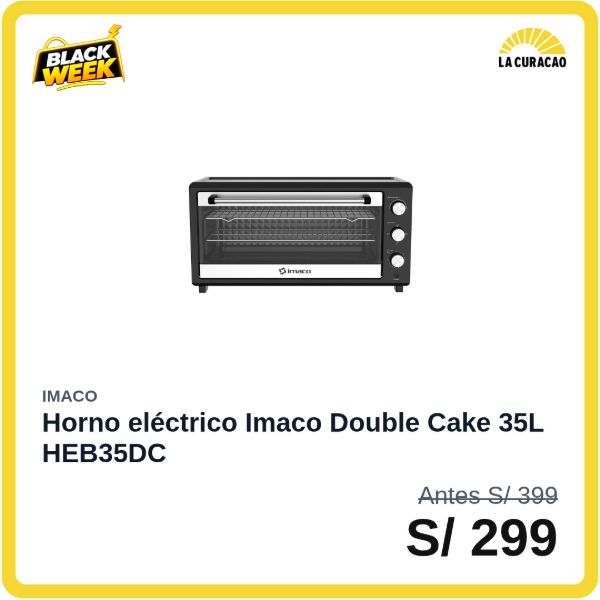 BLACK
WEEK
LA CURACAO
imaco
IMACO
Horno eléctrico Imaco Double Cake 35L
HEB35DC
Antes S/ 399
S/ 299